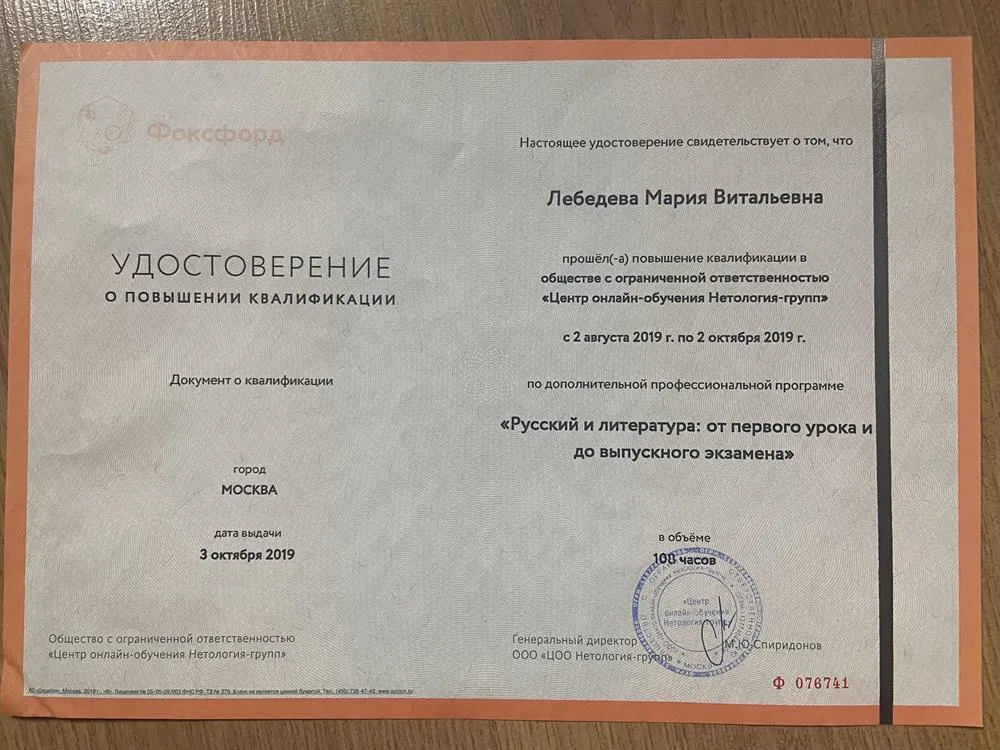 Фоксфорд
УДОСТОВЕРЕНИЕ
О ПОВЫШЕНИИ КВАЛИФИКАЦИИ
Документ о квалификации
город
МОСКВА
дата выдачи
3 октября 2019
Общество с ограниченной ответственностью
«Центр онлайн-обучения Нетология-групп»
Настоящее удостоверение свидетельствует о том, что
Лебедева Мария Витальевна
прошёл(-а) повышение квалификации в
обществе с ограниченной ответственностью
«Центр онлайн-обучения Нетология-групп»
с 2 августа 2019 г. по 2 октября 2019 г.
по дополнительной профессиональной программе
«Русский и литература: от первого урока и
до выпускного экзамена»
в объёме
108 часов
«Центр
онлайн-обучения
Нетология-групп»
МОСКВА
Генеральный директор
ООО «ЦОО Нетология-групп»
М.Ю.Спиридонов
Ф 076741